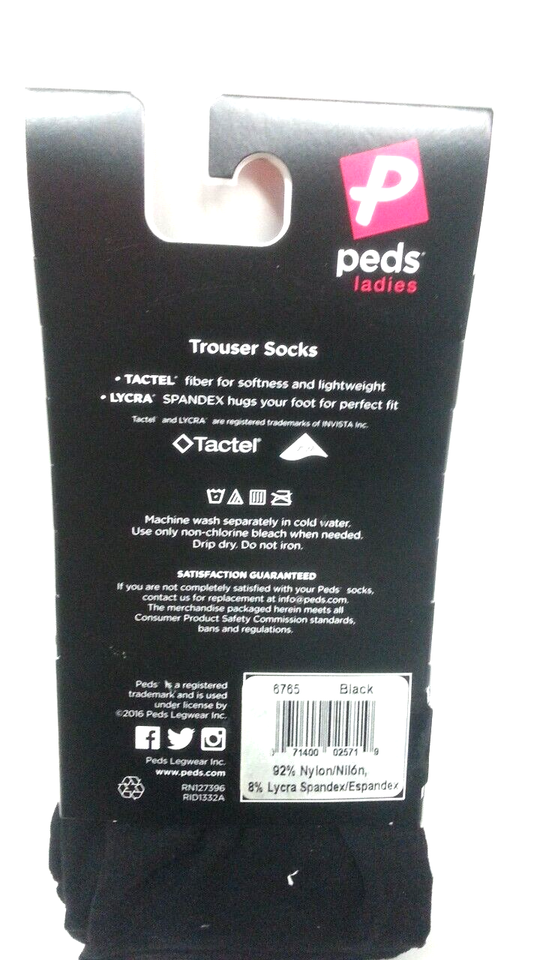 P
peds
ladies
Trouser Socks
• TACTEL® fiber for softness and lightweight
• LYCRA® SPANDEX hugs your foot for perfect fit
Tactel® and LYCRA® are registered trademarks of INVISTA Inc.
Tactel®
Machine wash separately in cold water.
Use only non-chlorine bleach when needed.
Drip dry. Do not iron.
SATISFACTION GUARANTEED
If you are not completely satisfied with your Peds® socks,
contact us for replacement at info@peds.com.
The merchandise packaged herein meets all
Consumer Product Safety Commission standards,
bans and regulations.
Peds® is a registered
trademark and is used
under license by
©2016 Peds Legwear Inc.
Peds Legwear Inc.
www.peds.com
RN127396
RID1332A
6765 Black
0 71400 02571 9
92% Nylon/Nilón,
8% Lycra Spandex/Espandex